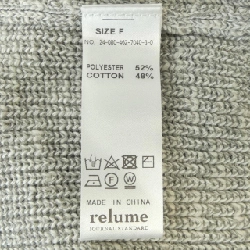 SIZE F
POLYESTER 52%
COTTON 48%
MADE IN CHINA
relume